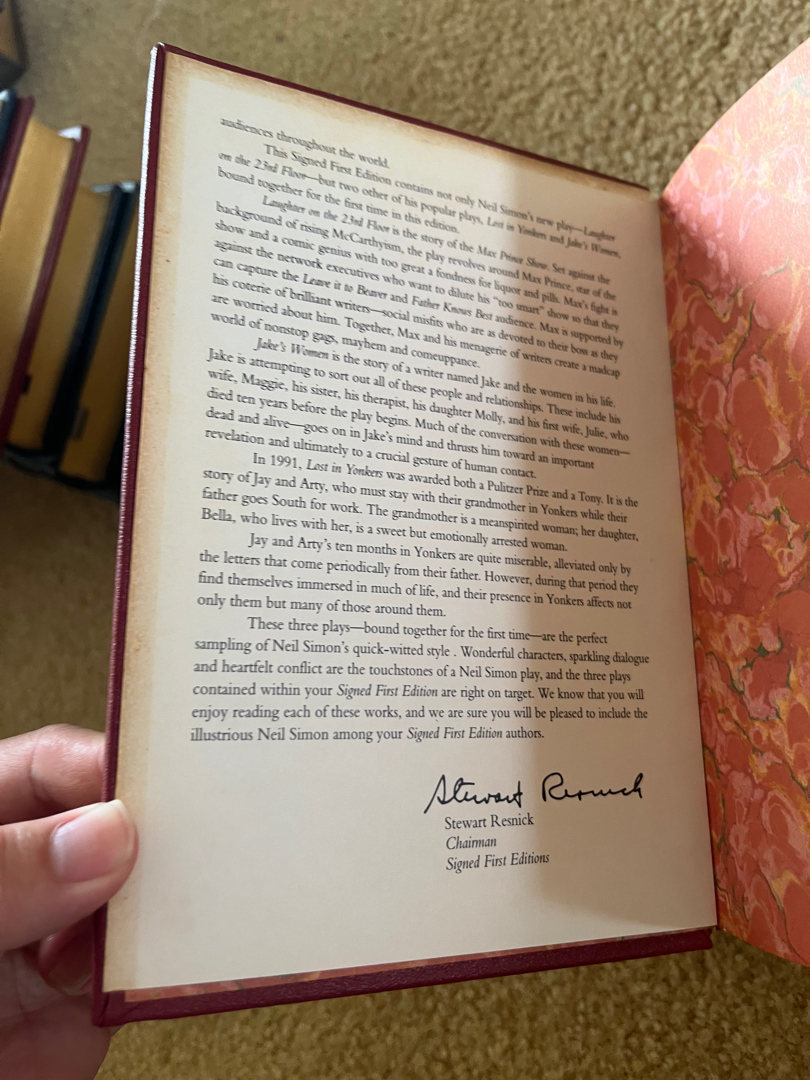 audiences throughout the world.
This Signed First Edition contains not only Neil Simon's new play—Laughter
on the 23rd Floor—but two other of his popular plays, Lost in Yonkers and Jake's Women,
bound together for the first time in this edition.
Laughter on the 23rd Floor is the story of the Max Prince Show. Set against the
background of rising McCarthyism, the play revolves around Max Prince, star of the
show and a comic genius with too great a fondness for liquor and pills. Max's fight is
against the network executives who want to dilute his "too smart" show so that they
can capture the Leave it to Beaver and Father Knows Best audience. Max is supported by
his coterie of brilliant writers—social misfits who are as devoted to their boss as they
are worried about him. Together, Max and his menagerie of writers create a madcap
world of nonstop gags, mayhem and comeuppance.
Jake's Women is the story of a writer named Jake and the women in his life.
Jake is attempting to sort out all of these people and relationships. These include his
wife, Maggie, his sister, his therapist, his daughter Molly, and his first wife, Julie, who
died ten years before the play begins. Much of the conversation with these women—
dead and alive—goes on in Jake's mind and thrusts him toward an important
revelation and ultimately to a crucial gesture of human contact.
In 1991, Lost in Yonkers was awarded both a Pulitzer Prize and a Tony. It is the
story of Jay and Arty, who must stay with their grandmother in Yonkers while their
father goes South for work. The grandmother is a meanspirited woman; her daughter,
Bella, who lives with her, is a sweet but emotionally arrested woman.
Jay and Arty's ten months in Yonkers are quite miserable, alleviated only by
the letters that come periodically from their father. However, during that period they
find themselves immersed in much of life, and their presence in Yonkers affects not
only them but many of those around them.
These three plays—bound together for the first time—are the perfect
sampling of Neil Simon's quick-witted style . Wonderful characters, sparkling dialogue
and heartfelt conflict are the touchstones of a Neil Simon play, and the three plays
contained within your Signed First Edition are right on target. We know that you will
enjoy reading each of these works, and we are sure you will be pleased to include the
illustrious Neil Simon among your Signed First Edition authors.
Stewart Resnick
Stewart Resnick
Chairman
Signed First Editions